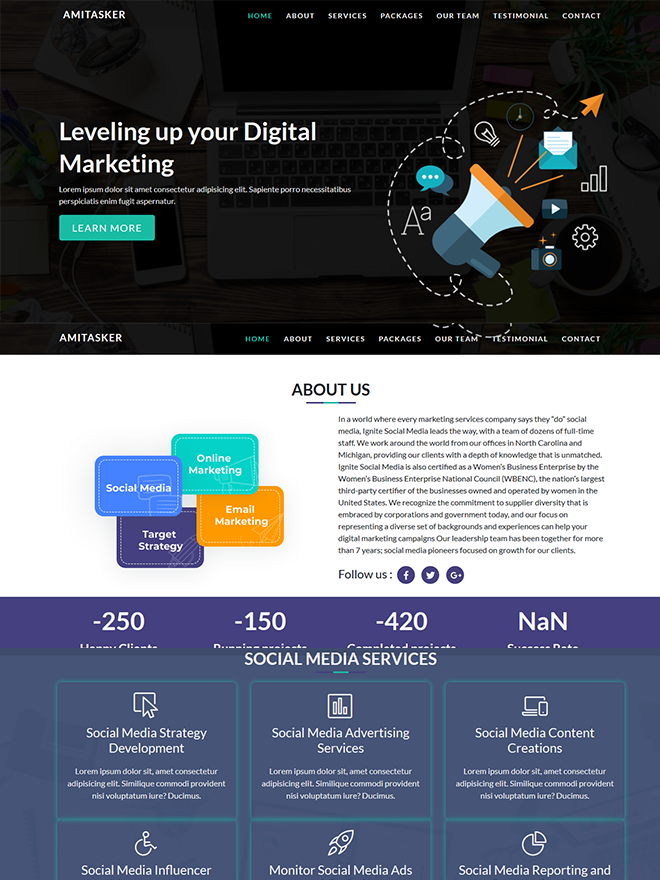 AMITASKER
HOME ABOUT SERVICES PACKAGES OUR TEAM TESTIMONIAL CONTACT
Leveling up your Digital
Marketing
Lorem ipsum dolor sit amet consectetur adipisicing elit. Sapiente porro necessitatibus
perspiciatis enim fugit aspernatur.
LEARN MORE
Aa
AMITASKER
HOME ABOUT SERVICES PACKAGES OUR TEAM TESTIMONIAL CONTACT
ABOUT US
Online
Marketing
Social Media
Email
Marketing
Target
Strategy
In a world where every marketing services company says they “do” social
media, Ignite Social Media leads the way, with a team of dozens of full-time
staff. We work around the world from our offices in North Carolina and
Michigan, providing our clients with a depth of knowledge that is unmatched.
Ignite Social Media is also certified as a Women’s Business Enterprise by the
Women’s Business Enterprise National Council (WBENC), the nation’s largest
third-party certifier of the businesses owned and operated by women in the
United States. We recognize the commitment to supplier diversity that is
embraced by corporations and government today, and our focus on
representing a diverse set of backgrounds and experiences can help your
digital marketing campaigns Our leadership team has been together for more
than 7 years; social media pioneers focused on growth for our clients.
Follow us :
-250 -150 -420 NaN
Happy Clients Running projects Completed projects Success Rate
SOCIAL MEDIA SERVICES
Social Media Strategy
Development
Lorem ipsum dolor sit, amet consectetur
adipisicing elit. Similique commodi provident
nisi voluptatum iure? Ducimus.
Social Media Advertising
Services
Lorem ipsum dolor sit, amet consectetur
adipisicing elit. Similique commodi provident
nisi voluptatum iure? Ducimus.
Social Media Content
Creations
Lorem ipsum dolor sit, amet consectetur
adipisicing elit. Similique commodi provident
nisi voluptatum iure? Ducimus.
Social Media Influencer
Monitor Social Media Ads
Social Media Reporting and